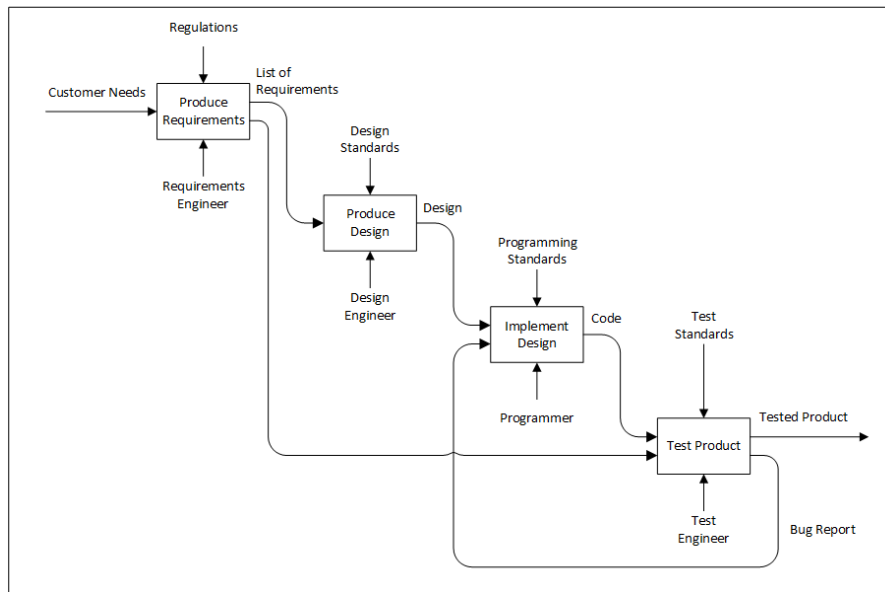 Regulations
List of
Requirements
Customer Needs
Produce
Requirements
Requirements
Engineer
Design
Standards
Produce
Design
Design
Design
Engineer
Programming
Standards
Implement
Design
Code
Programmer
Test
Standards
Tested Product
Test Product
Test
Engineer
Bug Report